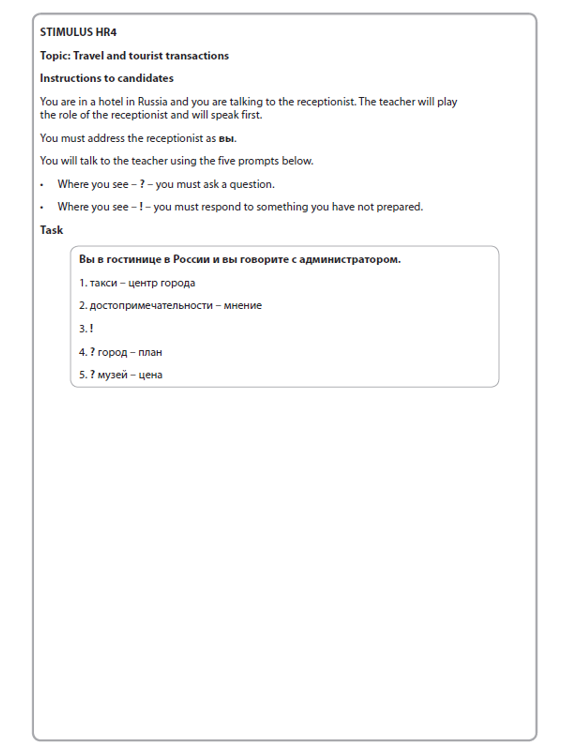 STIMULUS HR4
Topic: Travel and tourist transactions
Instructions to candidates
You are in a hotel in Russia and you are talking to the receptionist. The teacher will play
the role of the receptionist and will speak first.
You must address the receptionist as вы.
You will talk to the teacher using the five prompts below.
• Where you see – ? – you must ask a question.
• Where you see – ! – you must respond to something you have not prepared.
Task
Вы в гостинице в России и вы говорите с администратором.
1. такси – центр города
2. достопримечательности – мнение
3. !
4. ? город – план
5. ? музей – цена